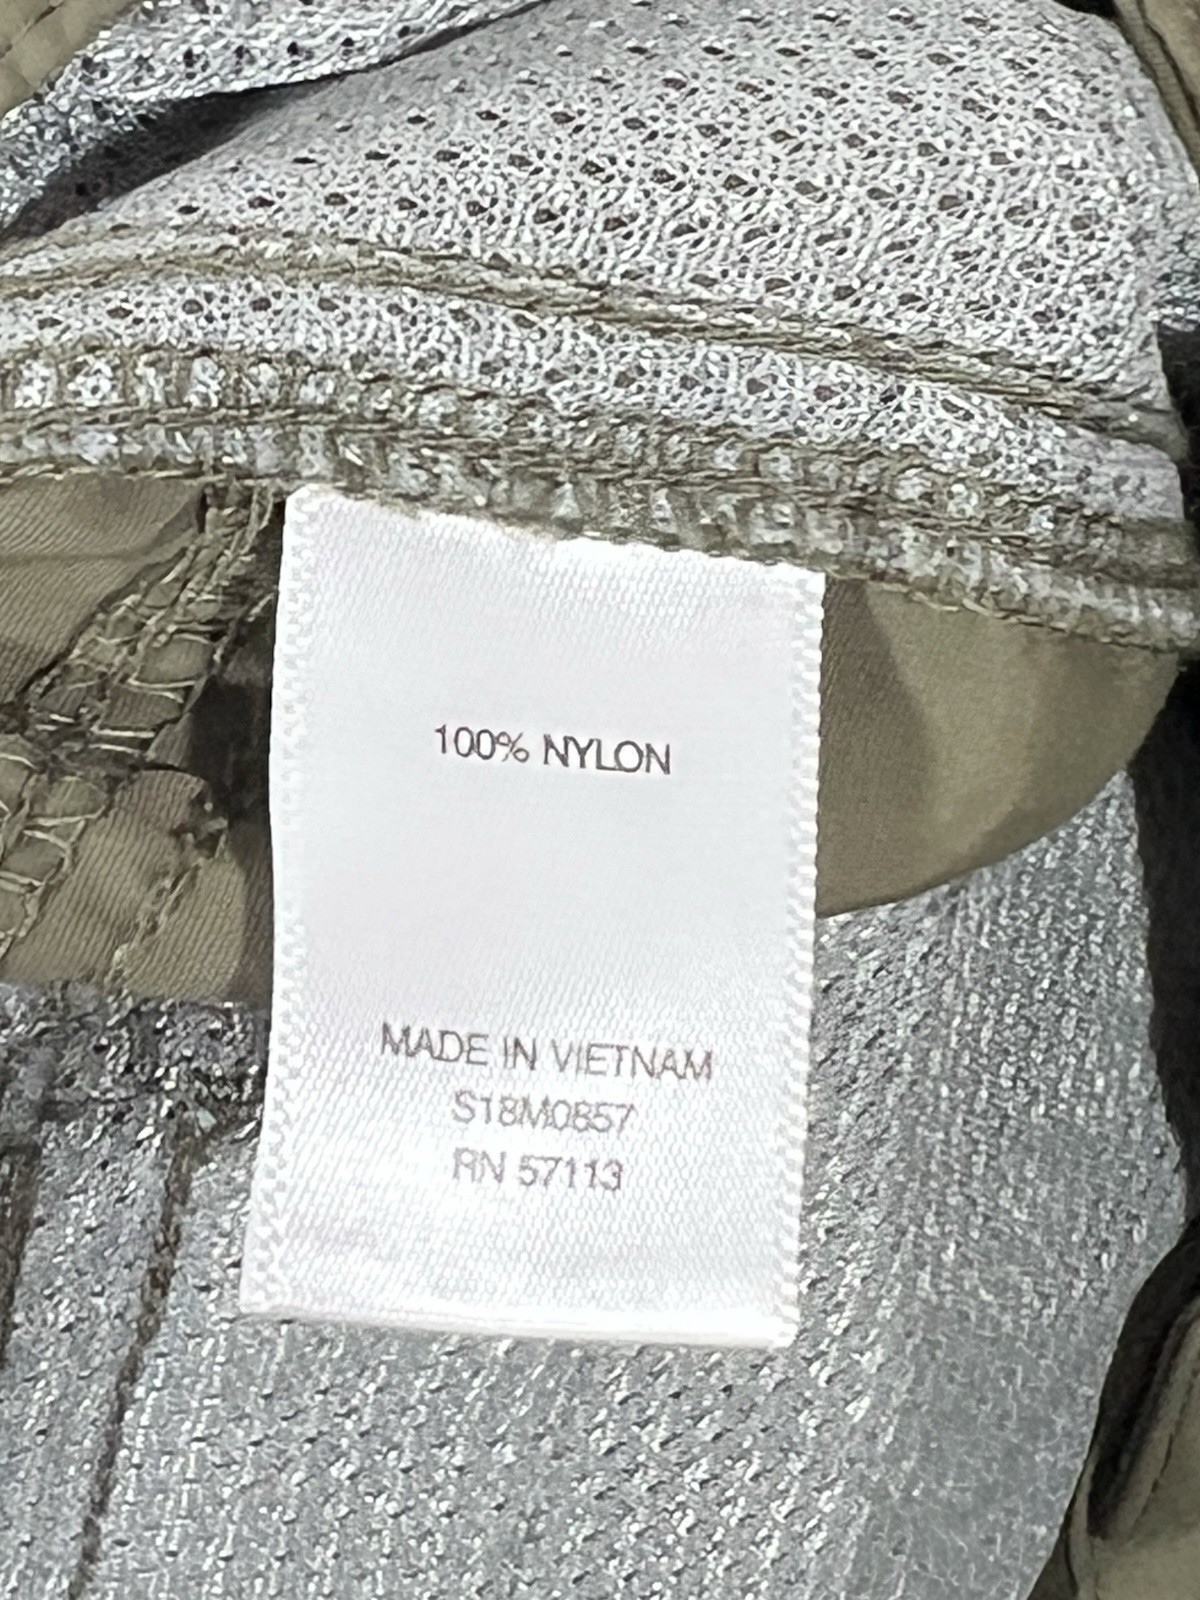 100% NYLON
MADE IN VIETNAM
S18M0857
RN 57113